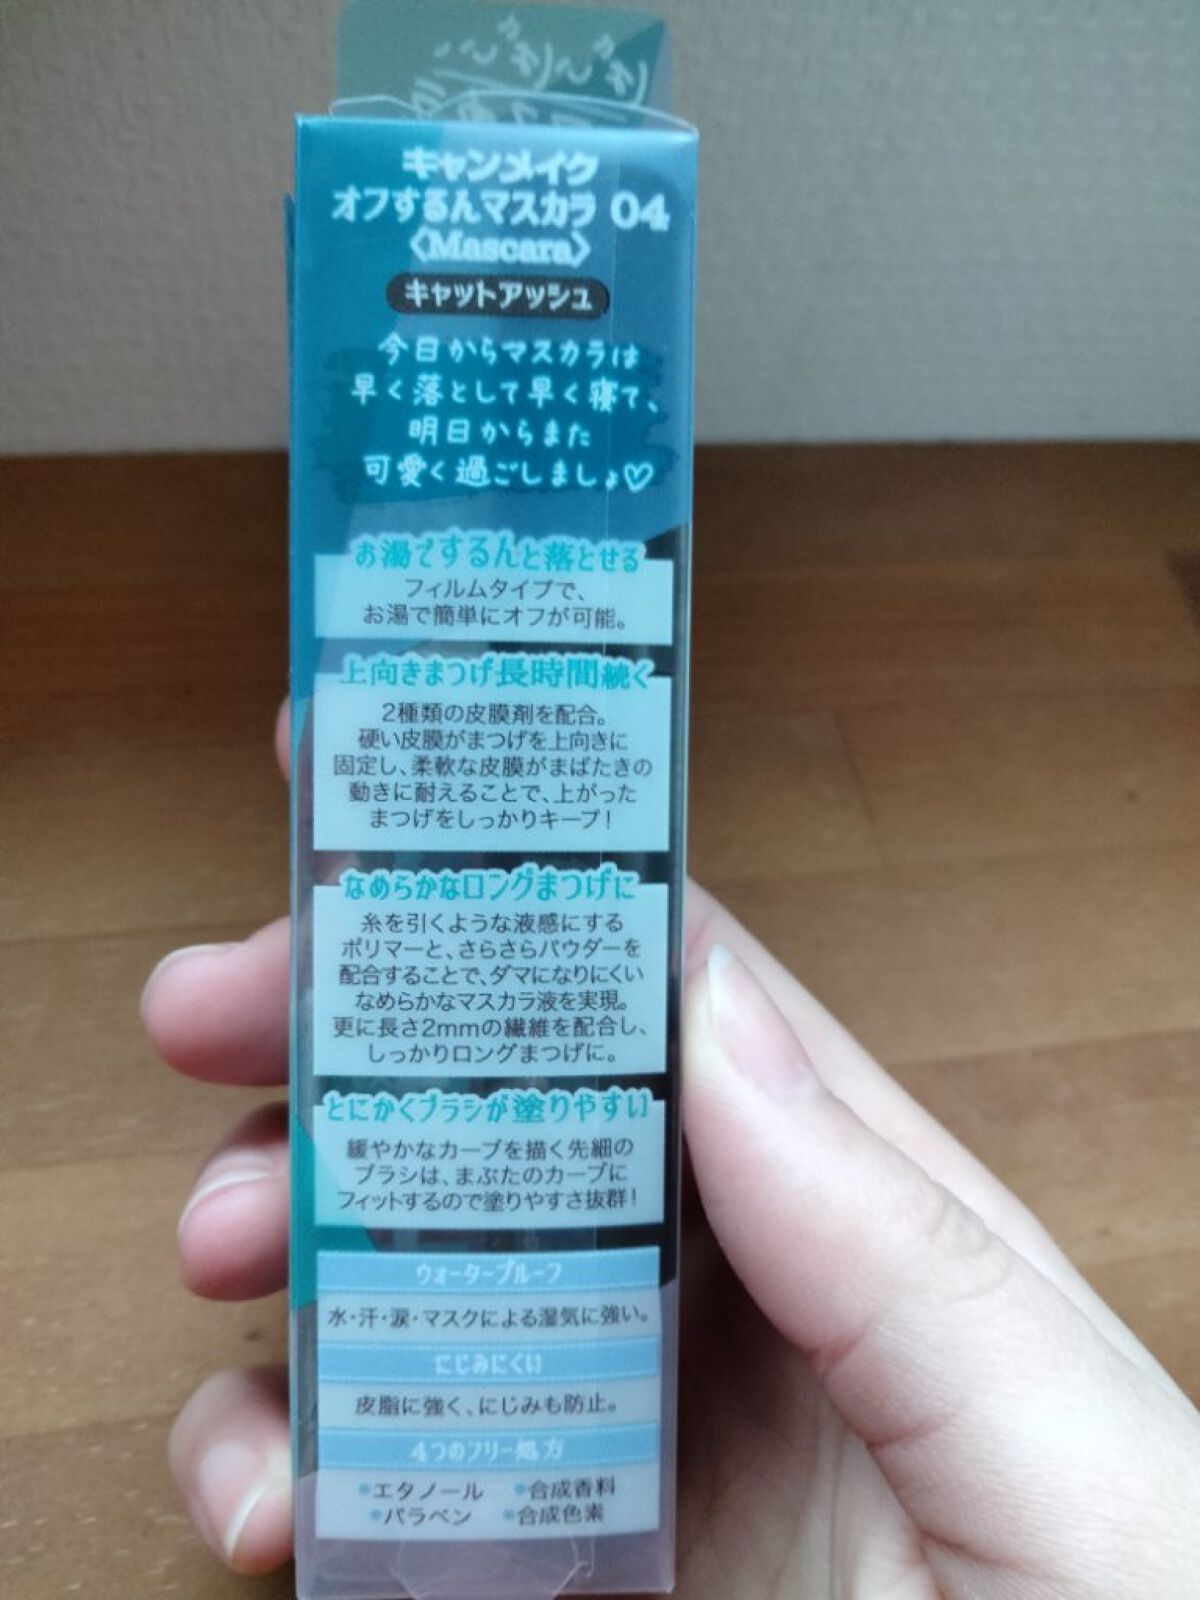 キャンメイク
オフするんマスカラ 04
〈Mascara〉
キャットアッシュ
今日からマスカラは
早く落として早く寝て、
明日からまた
可愛く過ごしましょ♡
お湯でするんと落とせる
フィルムタイプで、
お湯で簡単にオフが可能。
上向きまつげ長時間続く
2種類の皮膜剤を配合。
硬い皮膜がまつげを上向きに
固定し、柔軟な皮膜がまばたきの
動きに耐えることで、上がった
まつげをしっかりキープ!
なめらかなロングまつげに
糸を引くような液感にする
ポリマーと、さらさらパウダーを
配合することで、ダマになりにくい
なめらかなマスカラ液を実現。
更に長さ2mmの繊維を配合し、
しっかりロングまつげに。
とにかくブラシが塗りやすい
緩やかなカーブを描く先細の
ブラシは、まぶたのカーブに
フィットするので塗りやすさ抜群!
ウォータープルーフ
水・汗・涙・マスクによる湿気に強い。
にじみにくい
皮脂に強く、にじみも防止。
4つのフリー処方
•エタノール •合成香料
•パラベン •合成色素